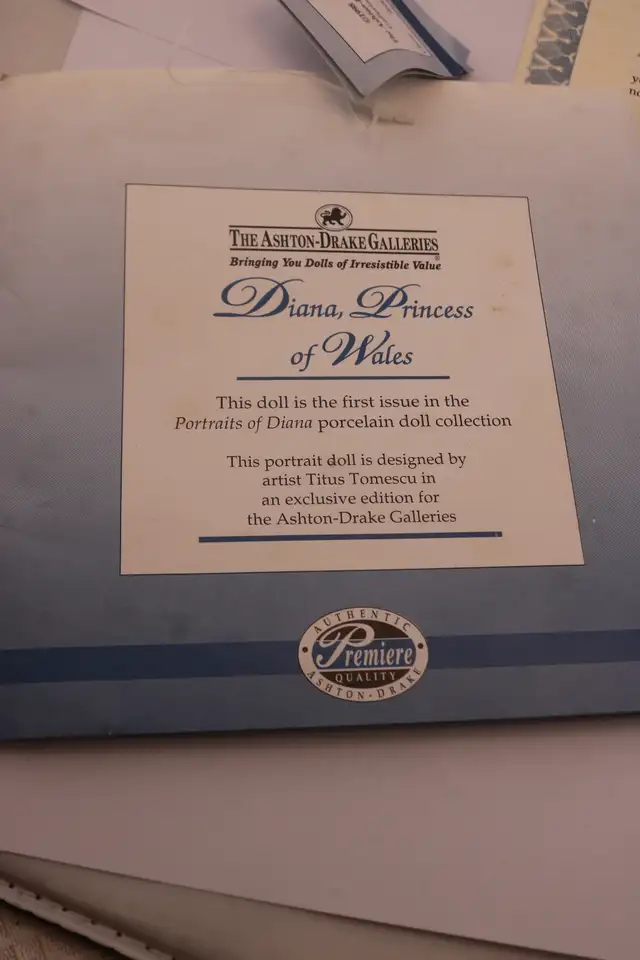 THE ASHTON-DRAKE GALLERIES
Bringing You Dolls of Irresistible Value®
Diana, Princess
of Wales
This doll is the first issue in the
Portraits of Diana porcelain doll collection
This portrait doll is designed by
artist Titus Tomescu in
an exclusive edition for
the Ashton-Drake Galleries
AUTHENTIC
Premiere
QUALITY
ASHTON-DRAKE